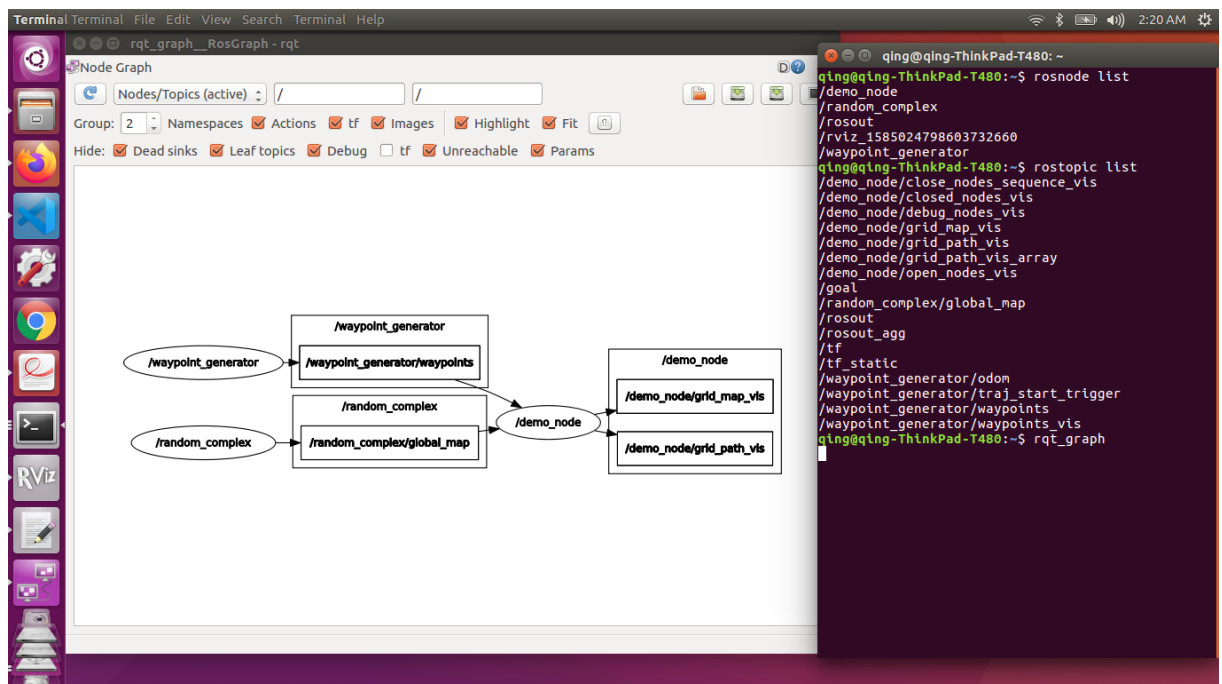 Terminal Terminal File Edit View Search Terminal Help
2:20 AM
rqt_graph__RosGraph - rqt
Node Graph
D
Nodes/Topics (active) / /
Group: 2 Namespaces Actions tf Images Highlight Fit
Hide: Dead sinks Leaf topics Debug tf Unreachable Params
/waypoint_generator
/waypoint_generator
/waypoint_generator/waypoints
/random_complex
/random_complex
/random_complex/global_map
/demo_node
/demo_node
/demo_node/grid_map_vis
/demo_node/grid_path_vis
RViz
qing@qing-ThinkPad-T480: ~
qing@qing-ThinkPad-T480:~$ rosnode list
/demo_node
/random_complex
/rosout
/rviz_1585024798603732660
/waypoint_generator
qing@qing-ThinkPad-T480:~$ rostopic list
/demo_node/close_nodes_sequence_vis
/demo_node/closed_nodes_vis
/demo_node/debug_nodes_vis
/demo_node/grid_map_vis
/demo_node/grid_path_vis
/demo_node/grid_path_vis_array
/demo_node/open_nodes_vis
/goal
/random_complex/global_map
/rosout
/rosout_agg
/tf
/tf_static
/waypoint_generator/odom
/waypoint_generator/traj_start_trigger
/waypoint_generator/waypoints
/waypoint_generator/waypoints_vis
qing@qing-ThinkPad-T480:~$ rqt_graph